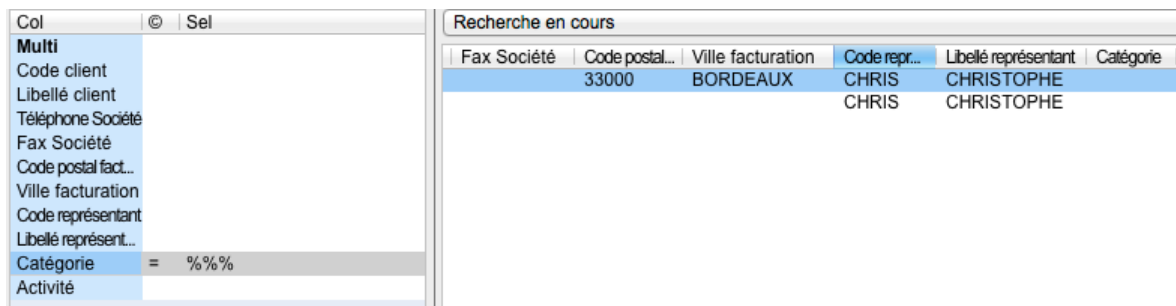 Col © Sel
Multi
Code client
Libellé client
Téléphone Société
Fax Société
Code postal fact...
Ville facturation
Code représentant
Libellé représent...
Catégorie = %%%
Activité
Recherche en cours
Fax Société Code postal... Ville facturation Code repr... Libellé représentant Catégorie
33000 BORDEAUX CHRIS CHRISTOPHE
CHRIS CHRISTOPHE